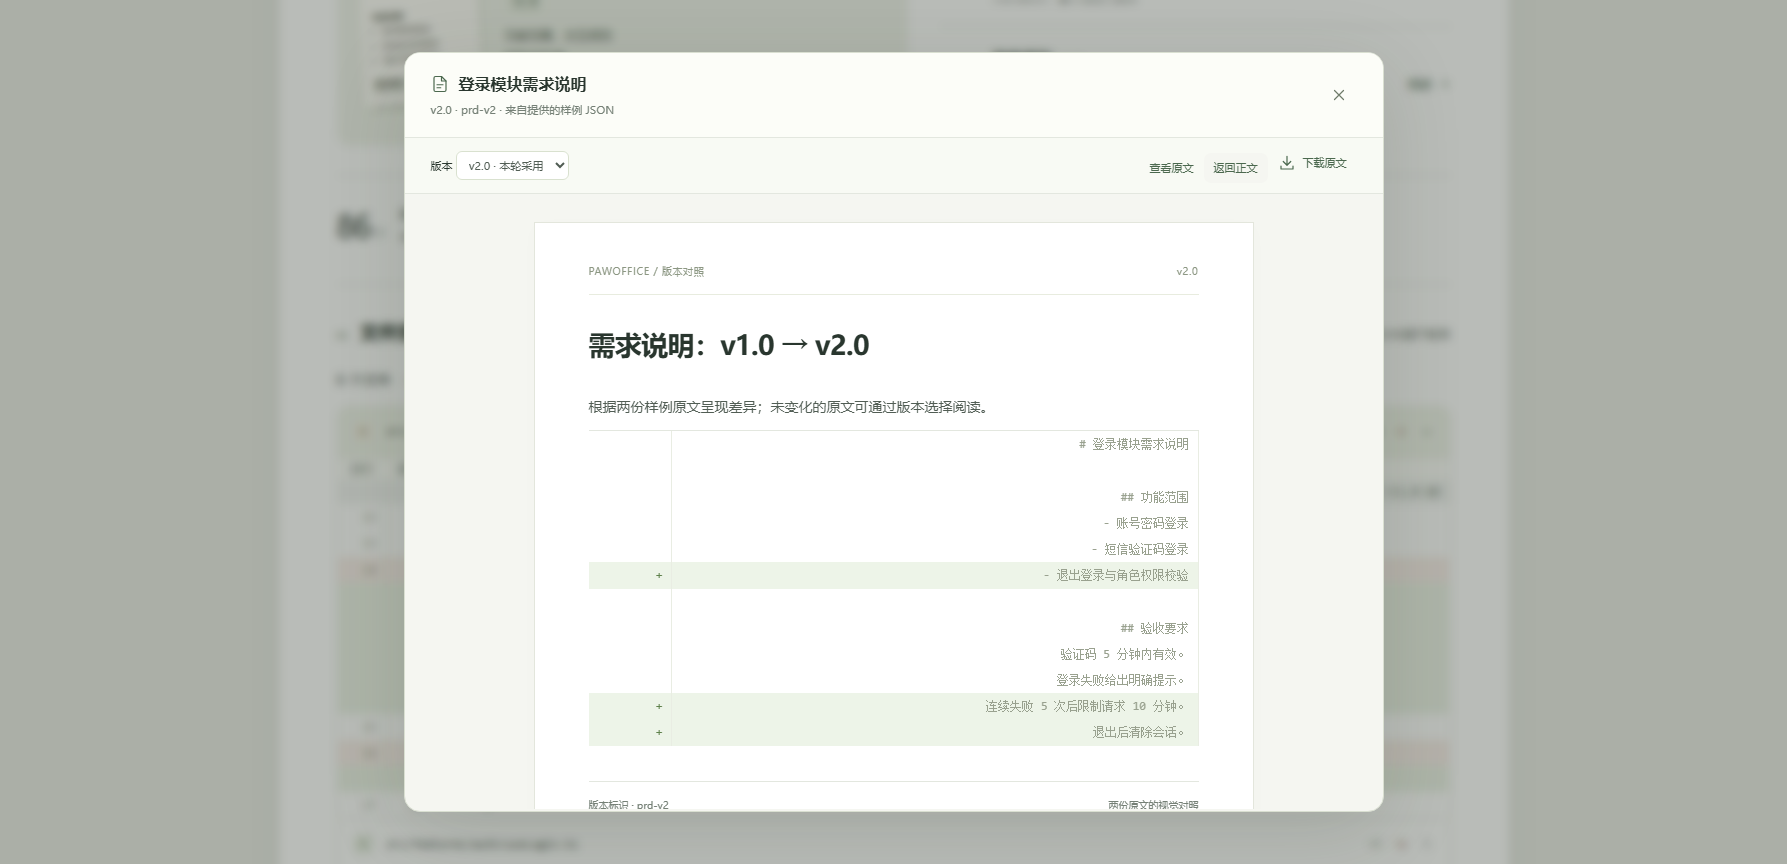 登录模块需求说明
v2.0 · prd-v2 · 来自提供的样例 JSON
版本 v2.0 · 本轮采用 查看原文 返回正文 下载原文
PAWOFFICE / 版本对照 v2.0
需求说明：v1.0 → v2.0
根据两份样例原文呈现差异；未变化的原文可通过版本选择阅读。
# 登录模块需求说明
## 功能范围
- 账号密码登录
- 短信验证码登录
+ - 退出登录与角色权限校验
## 验收要求
验证码 5 分钟内有效。
登录失败给出明确提示。
+ 连续失败 5 次后限制请求 10 分钟。
+ 退出后清除会话。
版本标识 · prd-v2 两份原文的视觉对照
86